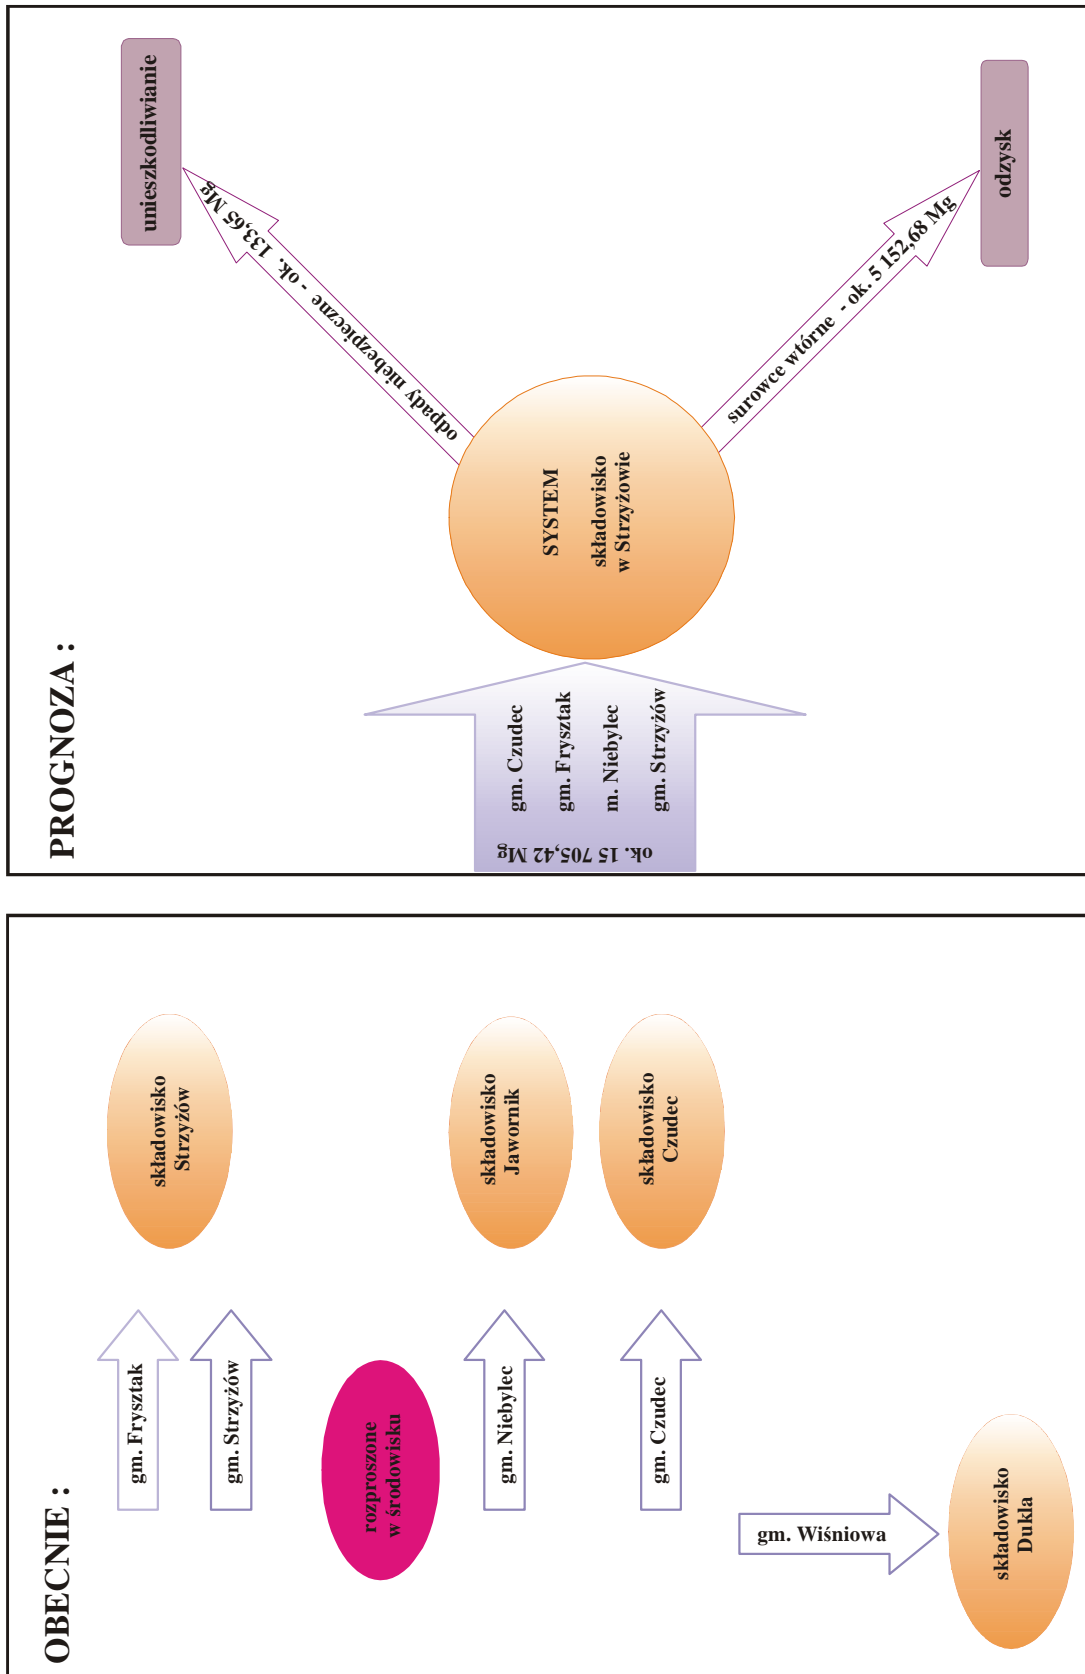 OBECNIE :
gm. Frysztak
gm. Strzyżów
składowisko
Strzyżów
rozproszone
w środowisku
gm. Niebylec
składowisko
Jawornik
gm. Czudec
składowisko
Czudec
gm. Wiśniowa
składowisko
Dukla
PROGNOZA :
ok. 15 705,42 Mg
gm. Czudec
gm. Frysztak
m. Niebylec
gm. Strzyżów
SYSTEM
składowisko
w Strzyżowie
odpady niebezpieczne - ok. 133,65 Mg
unieszkodliwianie
surowce wtórne - ok. 5 152,68 Mg
odzysk